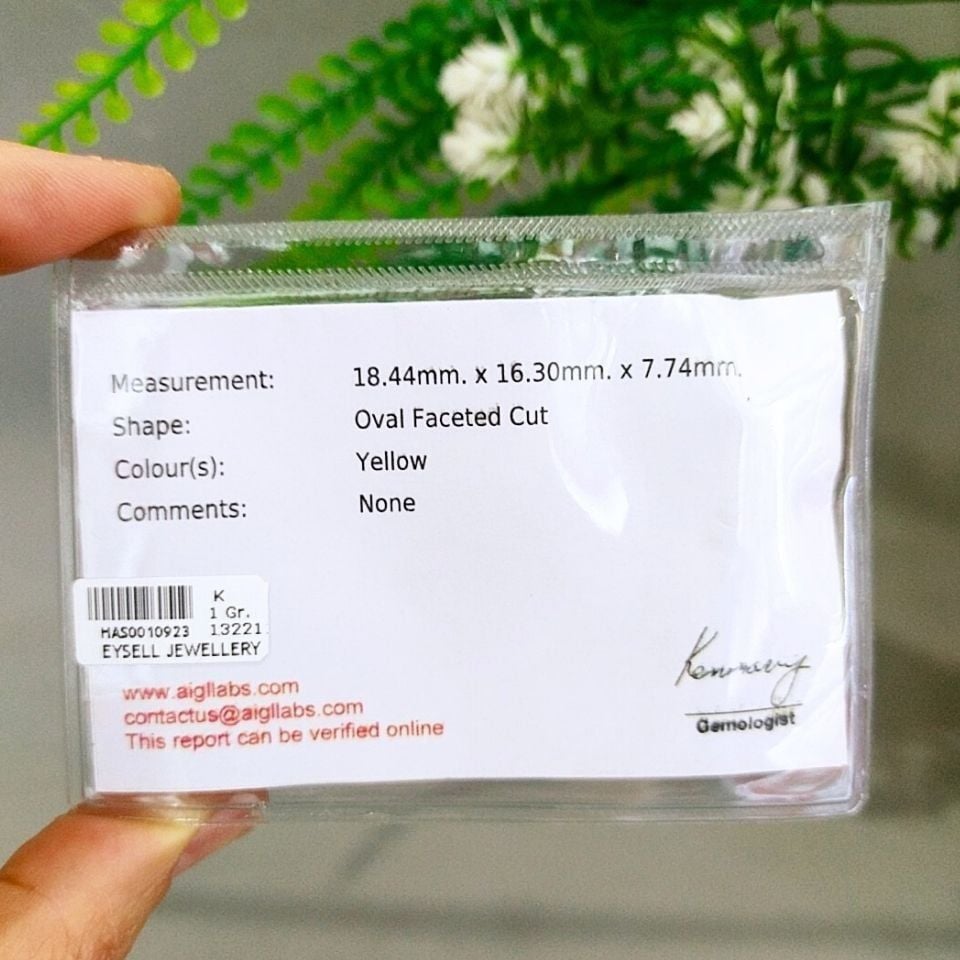 Measurement: 18.44mm. x 16.30mm. x 7.74mm.
Shape: Oval Faceted Cut
Colour(s): Yellow
Comments: None
K
1 Gr.
HAS0010923 13221
EYSELL JEWELLERY
www.aigllabs.com
contactus@aigllabs.com
This report can be verified online
Gemologist